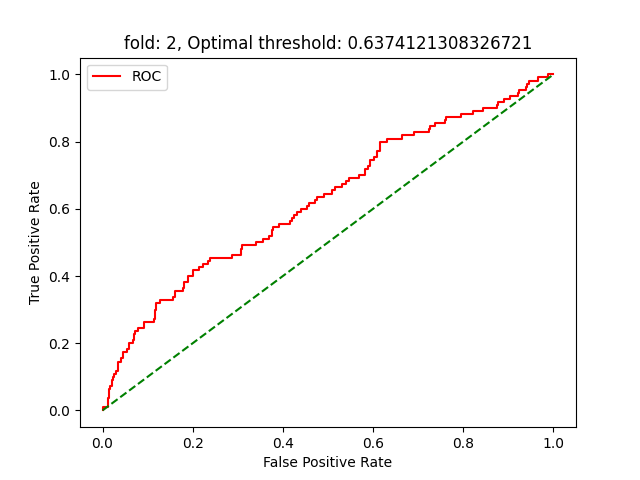 fold: 2, Optimal threshold: 0.6374121308326721
ROC
True Positive Rate
1.0
0.8
0.6
0.4
0.2
0.0
0.0 0.2 0.4 0.6 0.8 1.0
False Positive Rate